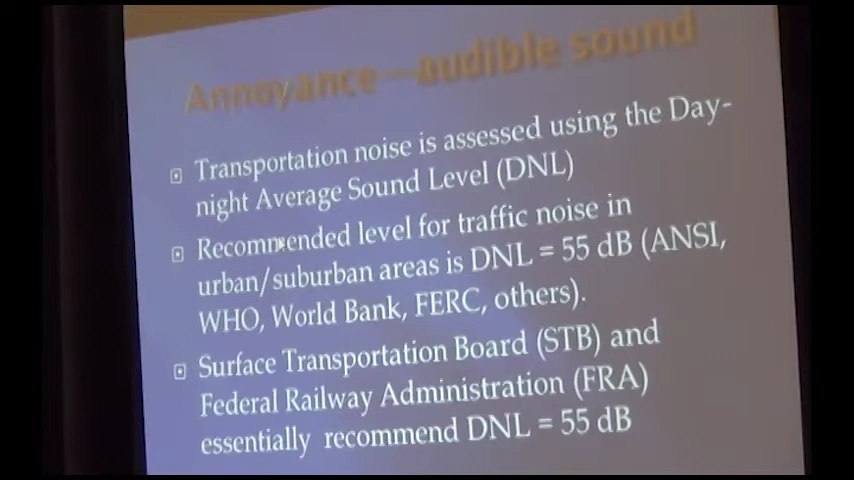 Annoyance—audible sound
Transportation noise is assessed using the Day-
night Average Sound Level (DNL)
Recommended level for traffic noise in
urban/suburban areas is DNL = 55 dB (ANSI,
WHO, World Bank, FERC, others).
Surface Transportation Board (STB) and
Federal Railway Administration (FRA)
essentially recommend DNL = 55 dB